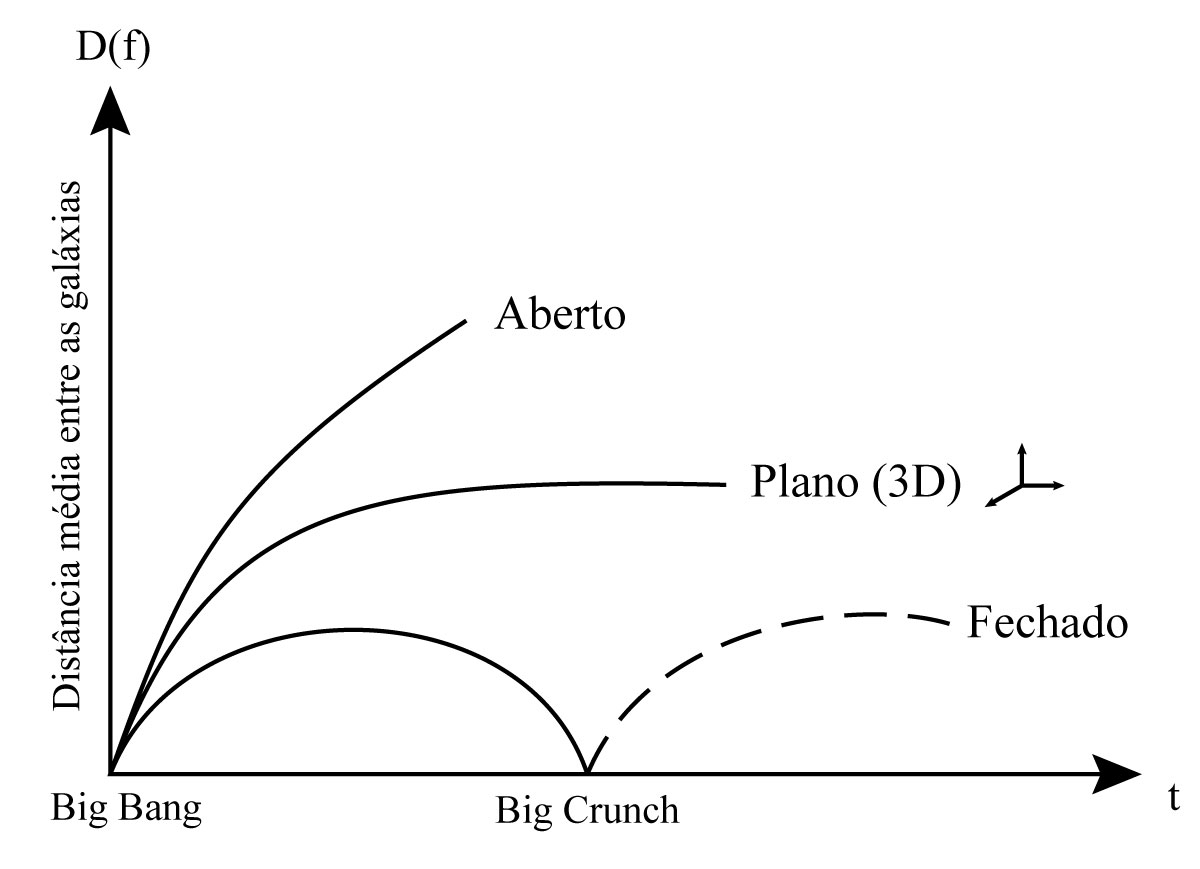 D(f)
Distância média entre as galáxias
Aberto
Plano (3D)
Fechado
Big Bang
Big Crunch
t